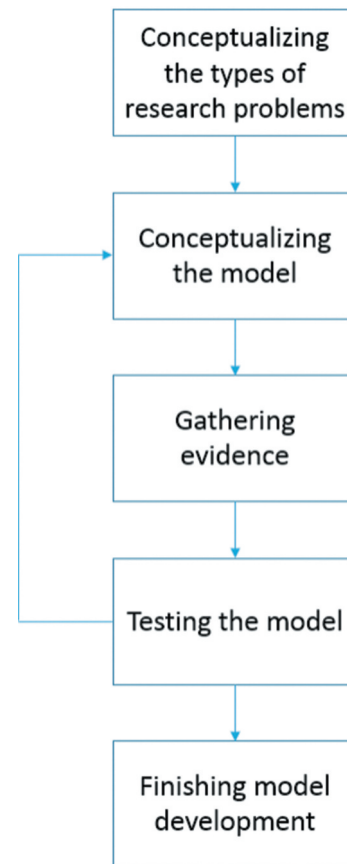 Conceptualizing
the types of
research problems
Conceptualizing
the model
Gathering
evidence
Testing the model
Finishing model
development